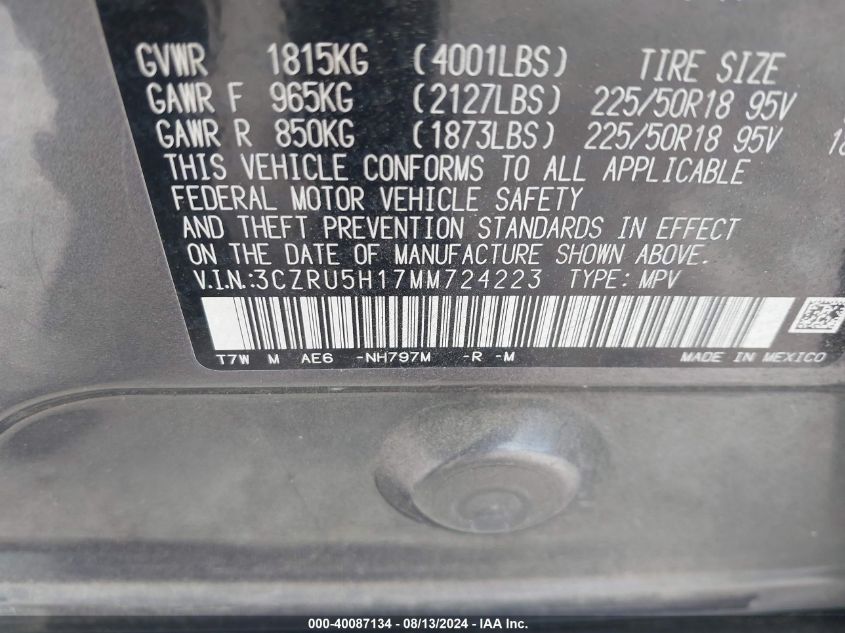 GVWR 1815KG (4001LBS) TIRE SIZE
GAWR F 965KG (2127LBS) 225/50R18 95V
GAWR R 850KG (1873LBS) 225/50R18 95V 18
THIS VEHICLE CONFORMS TO ALL APPLICABLE
FEDERAL MOTOR VEHICLE SAFETY
AND THEFT PREVENTION STANDARDS IN EFFECT
ON THE DATE OF MANUFACTURE SHOWN ABOVE.
V.I.N.:3CZRU5H17MM724223 TYPE: MPV
T7W M AE6 -NH797M -R -M MADE IN MEXICO
000-40087134 - 08/13/2024 - IAA Inc.